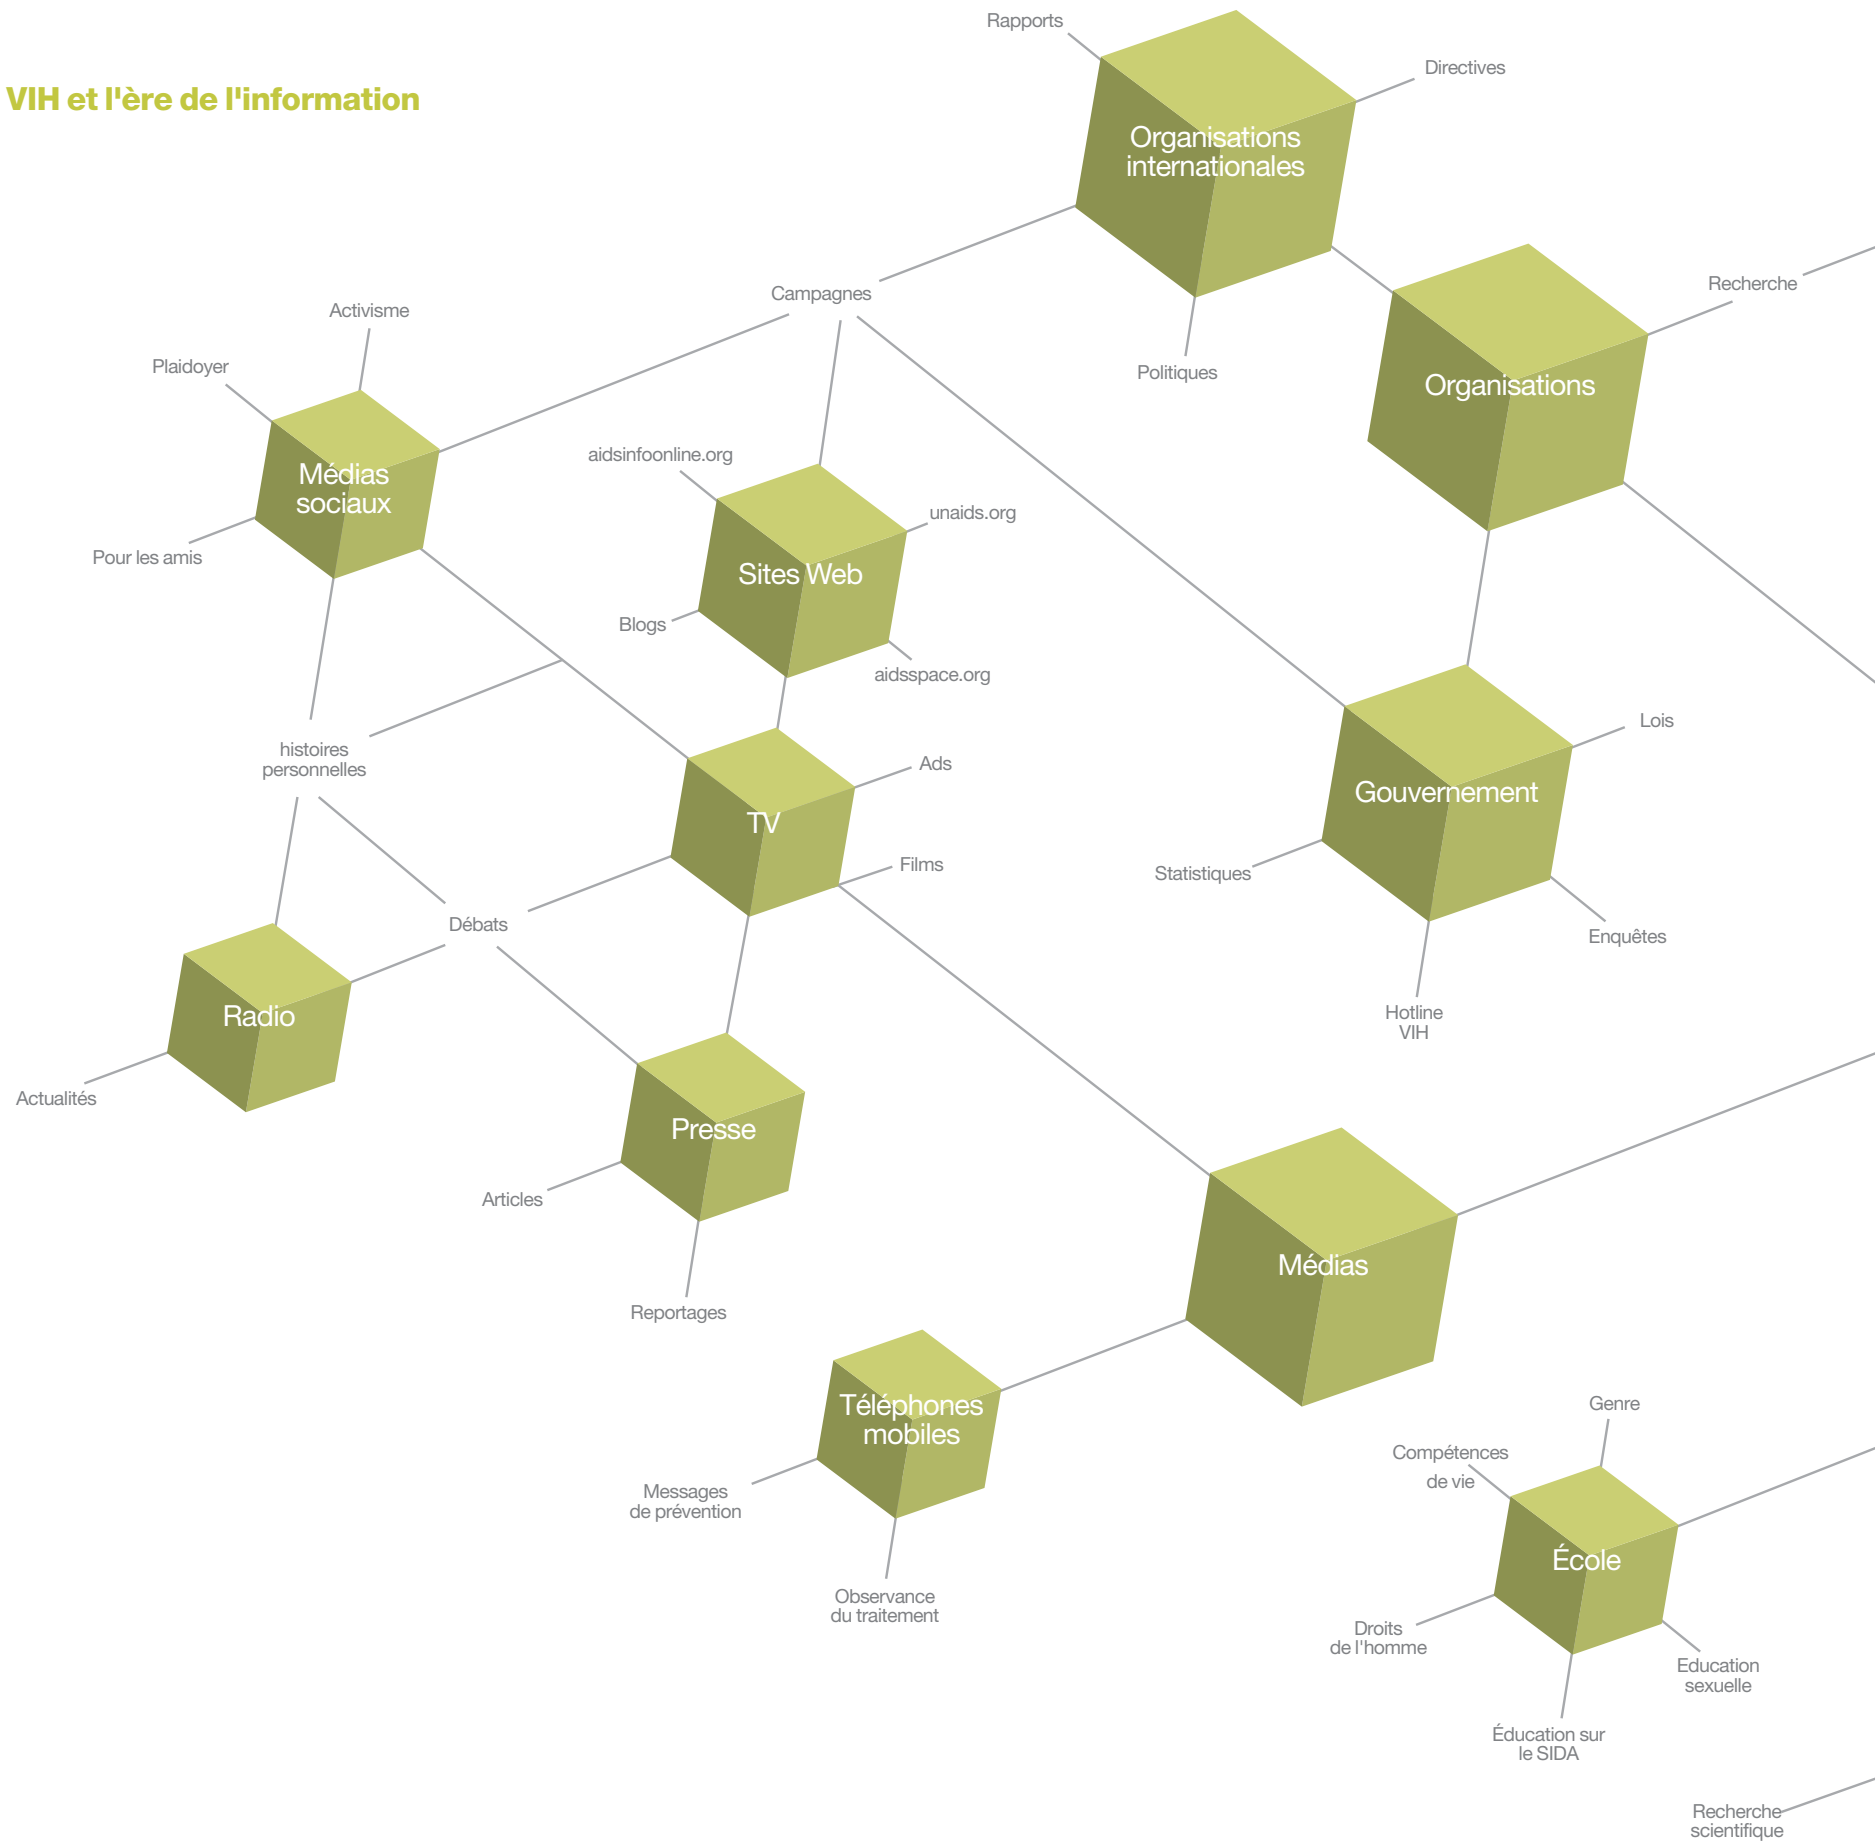 VIH et l'ère de l'information
Rapports
Directives
Organisations
internationales
Campagnes
Politiques
Recherche
Organisations
Activisme
Plaidoyer
Médias
sociaux
Pour les amis
aidsinfoonline.org
unaids.org
Sites Web
Blogs
aidsspace.org
histoires
personnelles
Ads
TV
Films
Débats
Lois
Gouvernement
Statistiques
Enquêtes
Hotline
VIH
Radio
Actualités
Presse
Articles
Reportages
Médias
Téléphones
mobiles
Messages
de prévention
Observance
du traitement
Genre
Compétences
de vie
École
Droits
de l'homme
Education
sexuelle
Éducation sur
le SIDA
Recherche
scientifique